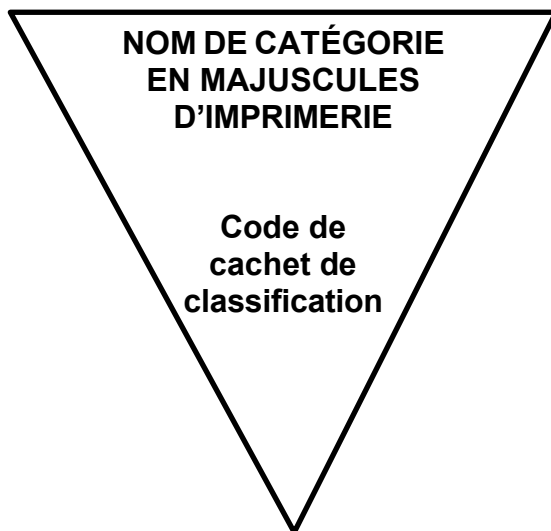 NOM DE CATÉGORIE
EN MAJUSCULES
D’IMPRIMERIE
Code de
cachet de
classification